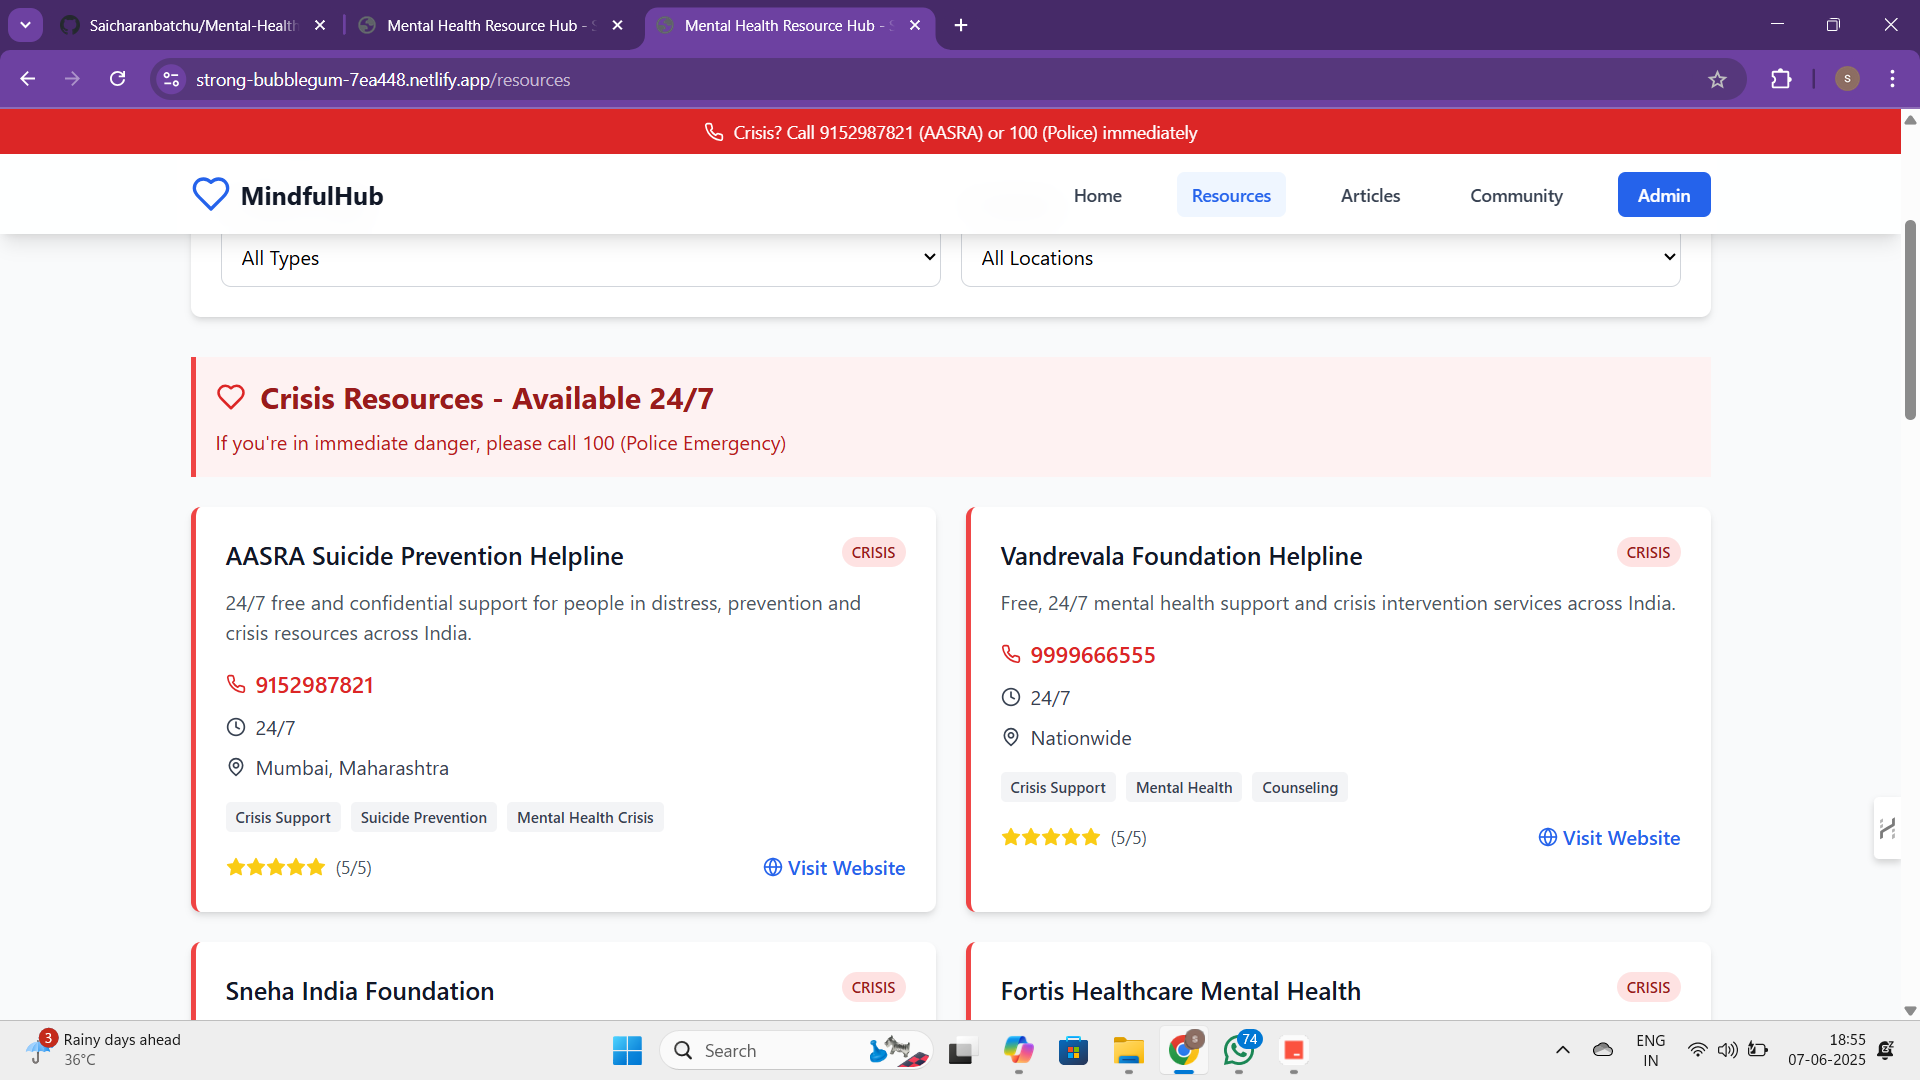 Saicharanbatchu/Mental-Health
Mental Health Resource Hub -
Mental Health Resource Hub -
strong-bubblegum-7ea448.netlify.app/resources
S
Crisis? Call 9152987821 (AASRA) or 100 (Police) immediately
MindfulHub
Home
Resources
Articles
Community
Admin
All Types
All Locations
Crisis Resources - Available 24/7
If you're in immediate danger, please call 100 (Police Emergency)
AASRA Suicide Prevention Helpline
CRISIS
24/7 free and confidential support for people in distress, prevention and
crisis resources across India.
9152987821
24/7
Mumbai, Maharashtra
Crisis Support
Suicide Prevention
Mental Health Crisis
(5/5)
Visit Website
Vandrevala Foundation Helpline
CRISIS
Free, 24/7 mental health support and crisis intervention services across India.
9999666555
24/7
Nationwide
Crisis Support
Mental Health
Counseling
(5/5)
Visit Website
Sneha India Foundation
CRISIS
Fortis Healthcare Mental Health
CRISIS
3
Rainy days ahead
36°C
Search
S
74
ENG
IN
18:55
07-06-2025